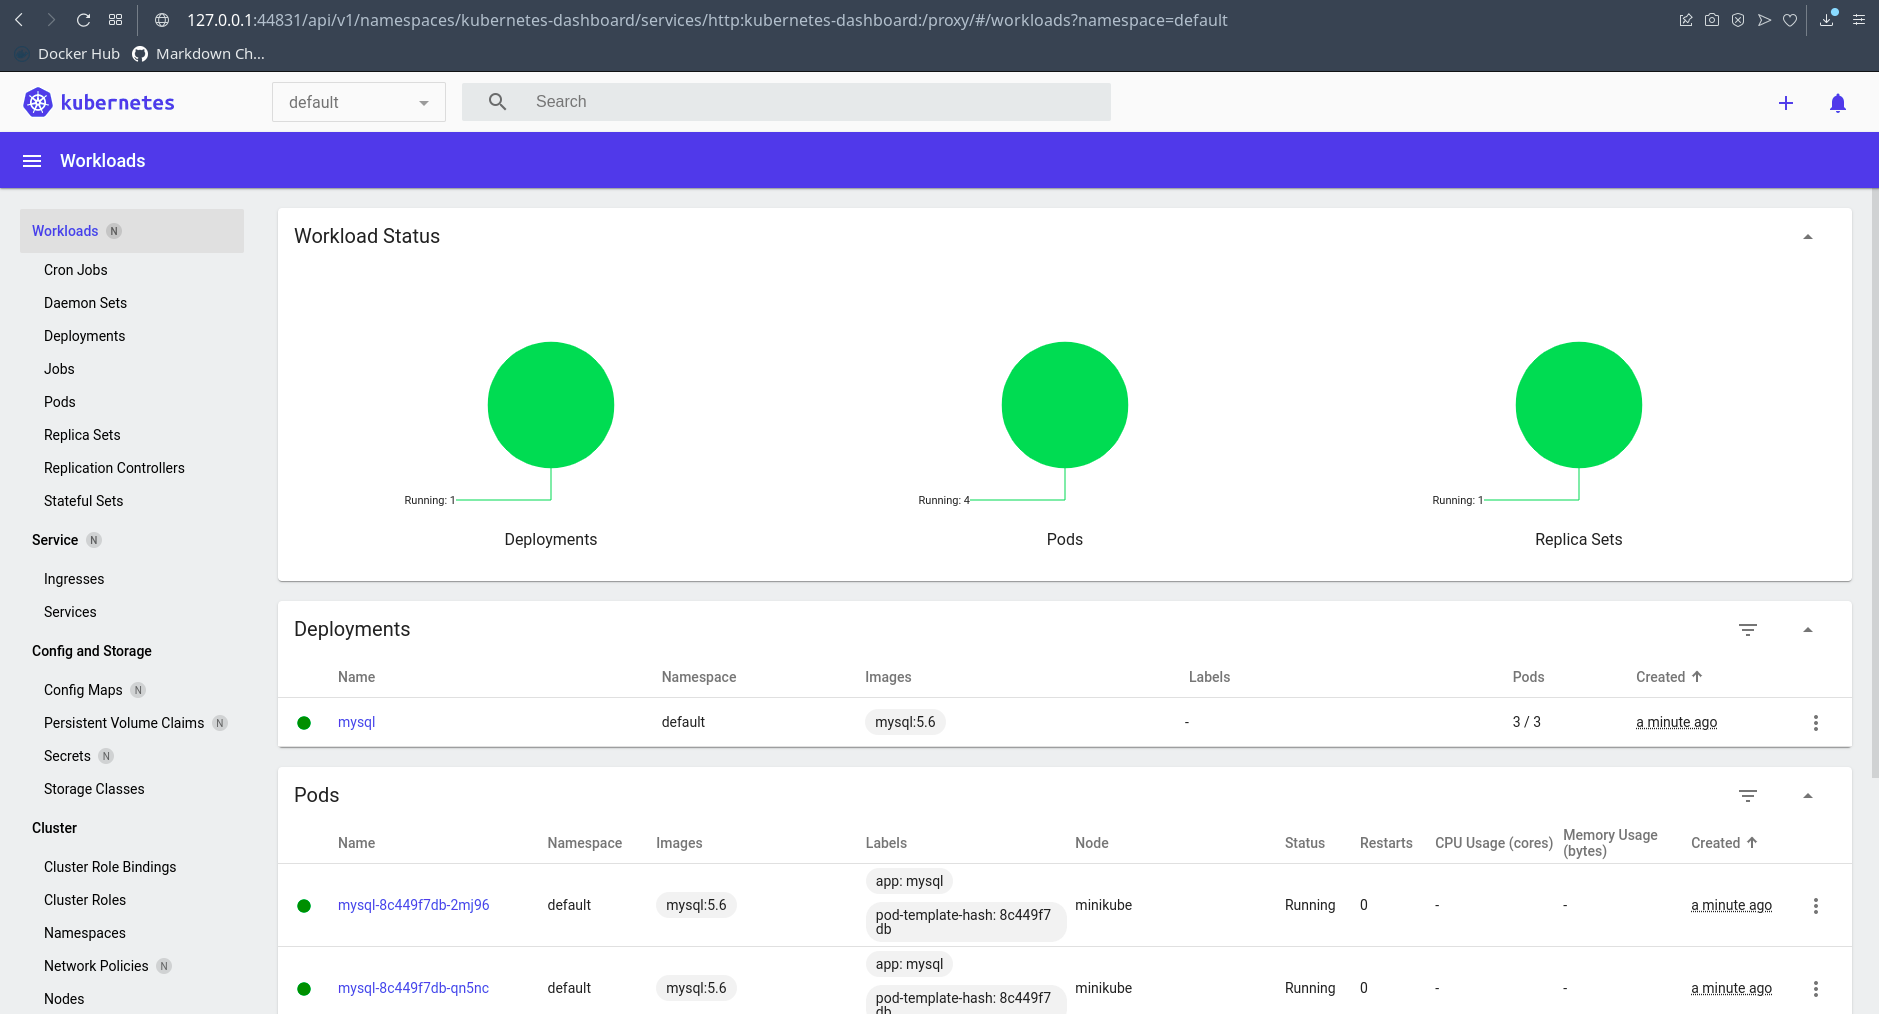 127.0.0.1:44831/api/v1/namespaces/kubernetes-dashboard/services/http:kubernetes-dashboard:/proxy/#/workloads?namespace=default
Docker Hub Markdown Ch...
kubernetes default Search
Workloads
Workloads N
Cron Jobs
Daemon Sets
Deployments
Jobs
Pods
Replica Sets
Replication Controllers
Stateful Sets
Service N
Ingresses
Services
Config and Storage
Config Maps N
Persistent Volume Claims N
Secrets N
Storage Classes
Cluster
Cluster Role Bindings
Cluster Roles
Namespaces
Network Policies N
Nodes
Workload Status
Running: 1 Running: 4 Running: 1
Deployments Pods Replica Sets
Deployments
Name Namespace Images Labels Pods Created
mysql default mysql:5.6 - 3 / 3 a minute ago
Pods
Name Namespace Images Labels Node Status Restarts CPU Usage (cores) Memory Usage
(bytes) Created
app: mysql
mysql-8c449f7db-2mj96 default mysql:5.6 minikube Running 0 - - a minute ago
pod-template-hash: 8c449f7
db
app: mysql
mysql-8c449f7db-qn5nc default mysql:5.6 minikube Running 0 - - a minute ago
pod-template-hash: 8c449f7
db